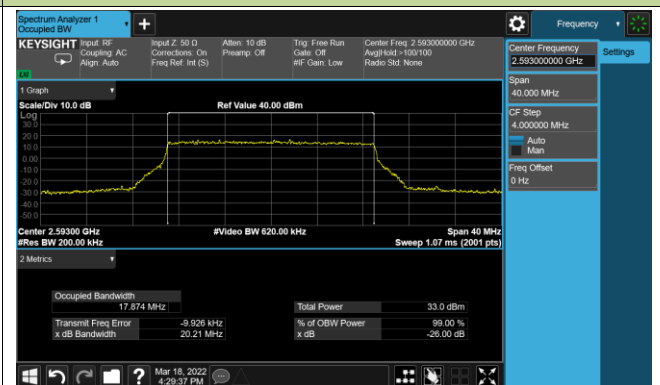 Spectrum Analyzer 1
Occupied BW
Frequency
KEYSIGHT
Input: RF
Coupling: AC
Align: Auto
Input Z: 50 Ω
Corrections: On
Freq Ref: Int (S)
Atten: 10 dB
Preamp: Off
Trig: Free Run
Gate: Off
#IF Gain: Low
Center Freq: 2.593000000 GHz
Avg|Hold:>100/100
Radio Std: None
Center Frequency
2.593000000 GHz
Settings
Span
40.000 MHz
CF Step
4.000000 MHz
Auto
Man
Freq Offset
0 Hz
1 Graph
Scale/Div 10.0 dB
Ref Value 40.00 dBm
Log
30.0
20.0
10.0
0.00
-10.0
-20.0
-30.0
-40.0
-50.0
Center 2.59300 GHz
#Video BW 620.00 kHz
Span 40 MHz
#Res BW 200.00 kHz
Sweep 1.07 ms (2001 pts)
2 Metrics
Occupied Bandwidth
17.874 MHz
Total Power 33.0 dBm
Transmit Freq Error -9.926 kHz
% of OBW Power 99.00 %
x dB Bandwidth 20.21 MHz
x dB -26.00 dB
?
Mar 18, 2022
4:29:37 PM